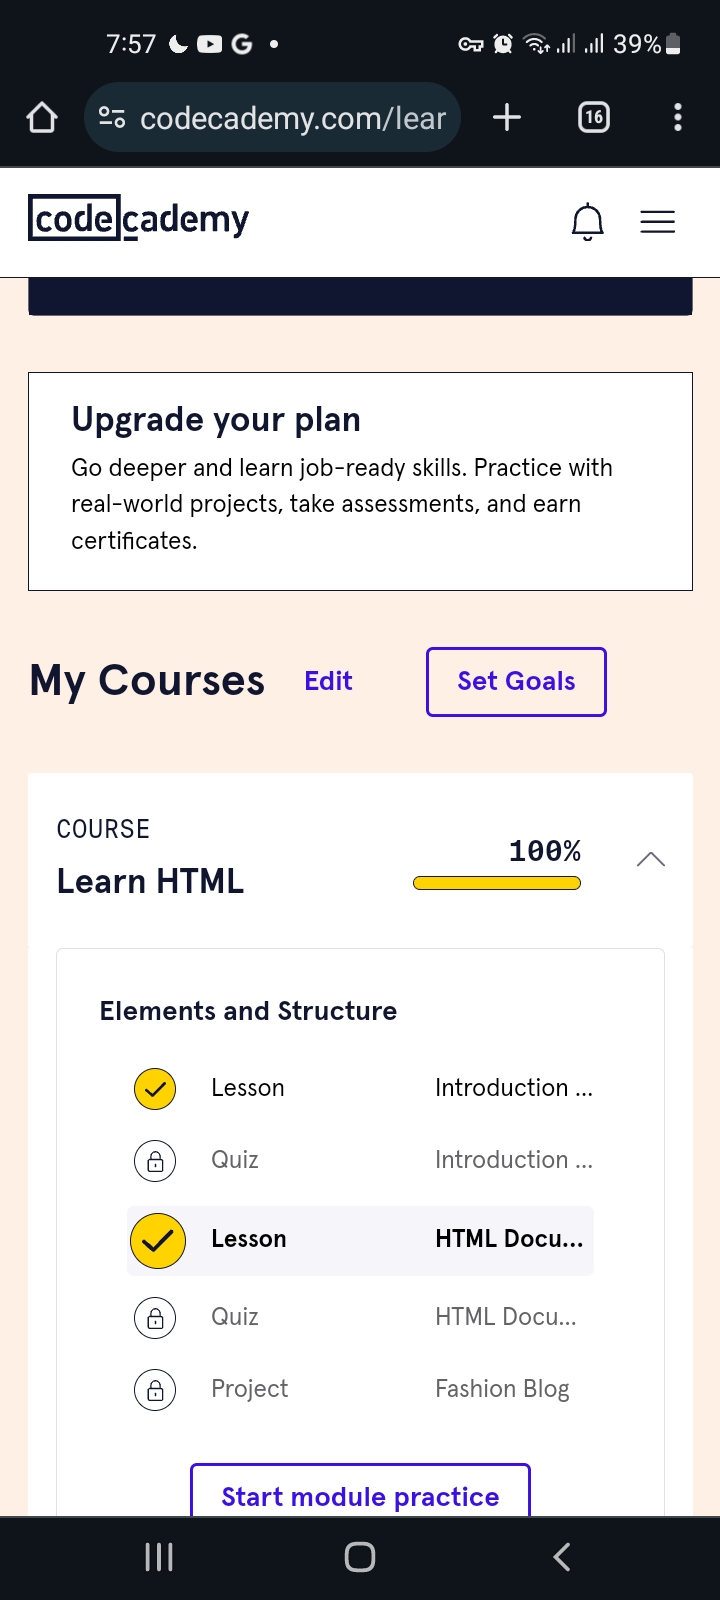 7:57
39%
codecademy.com/lear
16
codecademy
Upgrade your plan
Go deeper and learn job-ready skills. Practice with
real-world projects, take assessments, and earn
certificates.
My Courses Edit Set Goals
COURSE
Learn HTML
100%
Elements and Structure
Lesson Introduction ...
Quiz Introduction ...
Lesson HTML Docu...
Quiz HTML Docu...
Project Fashion Blog
Start module practice